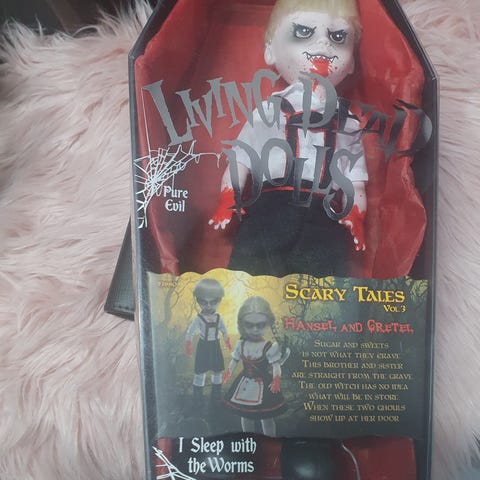 LIVING DEAD
DOLLS
Pure
Evil
SCARY TALES
VOL 3
HANSEL AND GRETEL
SUGAR AND SWEETS
IS NOT WHAT THEY CRAVE
THIS BROTHER AND SISTER
ARE STRAIGHT FROM THE GRAVE
THE OLD WITCH HAS NO IDEA
WHAT WILL BE IN STORE
WHEN THESE TWO GHOULS
SHOW UP AT HER DOOR
I Sleep with
the Worms